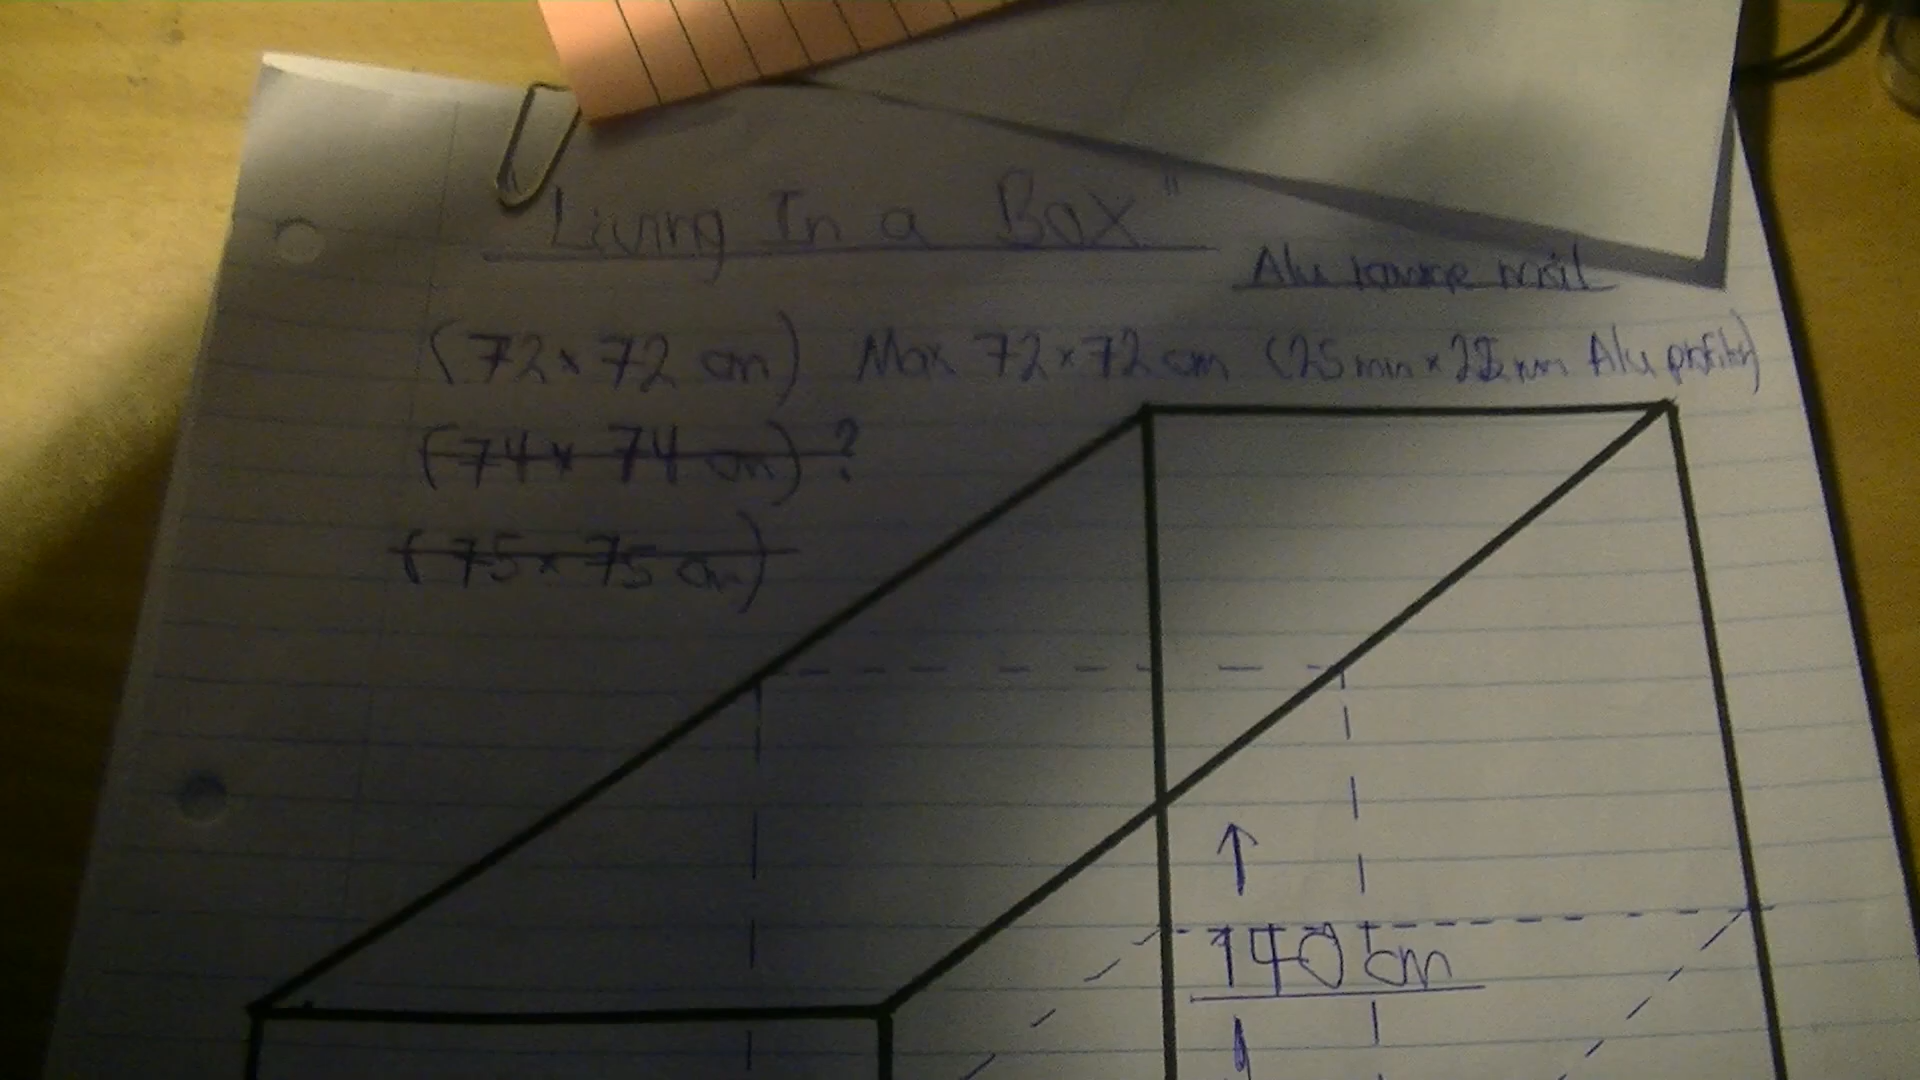 "Living In a Box"
Alu
(72 x 72 cm) Max 72 x 72 cm (25 mm x 25 mm Alu profiler)
(74 x 74 cm) ?
(75 x 75 cm)
↑
140 cm